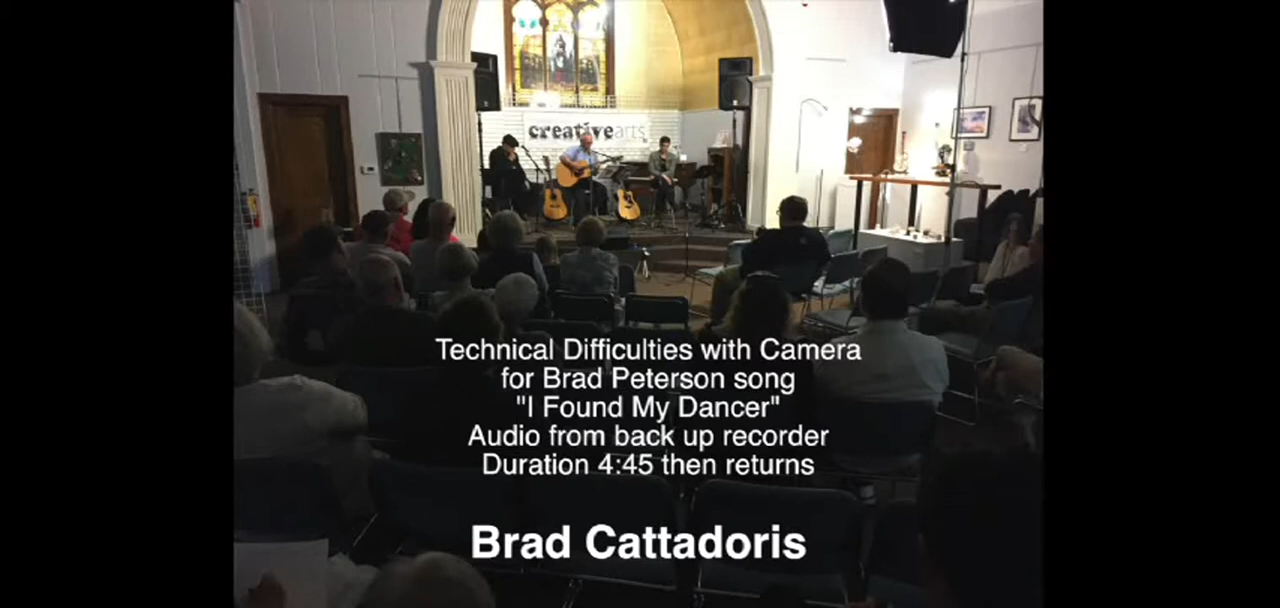 creativearts
Technical Difficulties with Camera
for Brad Peterson song
"I Found My Dancer"
Audio from back up recorder
Duration 4:45 then returns
Brad Cattadoris